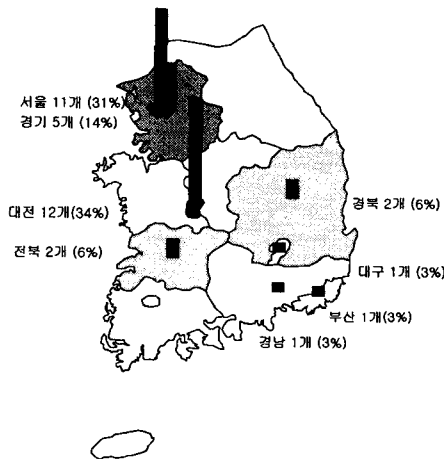 서울 11개 (31%)
경기 5개 (14%)
대전 12개(34%)
전북 2개 (6%)
경북 2개 (6%)
대구 1개 (3%)
부산 1개(3%)
경남 1개 (3%)